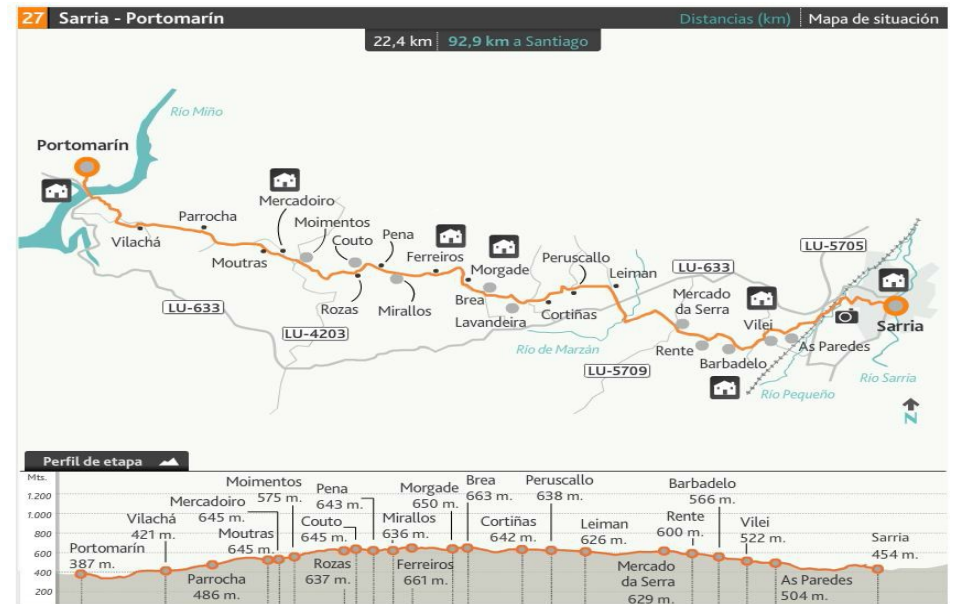 27 Sarria - Portomarín
Distancias (km) Mapa de situación
22,4 km 92,9 km a Santiago
Río Miño
Portomarín
Mercadoiro
Parrocha
Moimentos
Vilachá
Couto
Pena
Moutras
Ferreiros
Morgade
Peruscallo
Leiman
LU-5705
LU-633
LU-633
Rozas
Mirallos
Brea
Lavandeira
Cortiñas
Mercado
da Serra
Vilei
Sarria
LU-4203
Río de Marzán
Rente
As Paredes
Barbadelo
LU-5709
Río Pequeño
Río Sarria
N
Perfil de etapa
Mts.
1.200
1.000
800
600
400
200
Portomarín
387 m.
Vilachá
421 m.
Parrocha
486 m.
Moutras
645 m.
Mercadoiro
645 m.
Moimentos
575 m.
Rozas
637 m.
Couto
645 m.
Pena
643 m.
Mirallos
636 m.
Ferreiros
661 m.
Morgade
650 m.
Brea
663 m.
Cortiñas
642 m.
Peruscallo
638 m.
Leiman
626 m.
Mercado
da Serra
629 m.
Rente
600 m.
Barbadelo
566 m.
Vilei
522 m.
As Paredes
504 m.
Sarria
454 m.